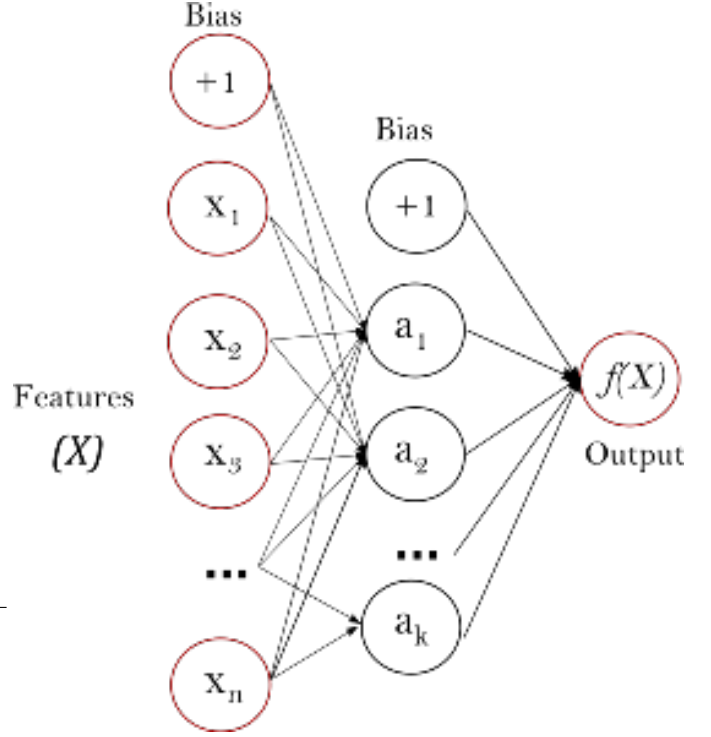 Bias
+1
x1
x2
x3
...
xn
Features
(X)
Bias
+1
a1
a2
...
ak
f(X)
Output